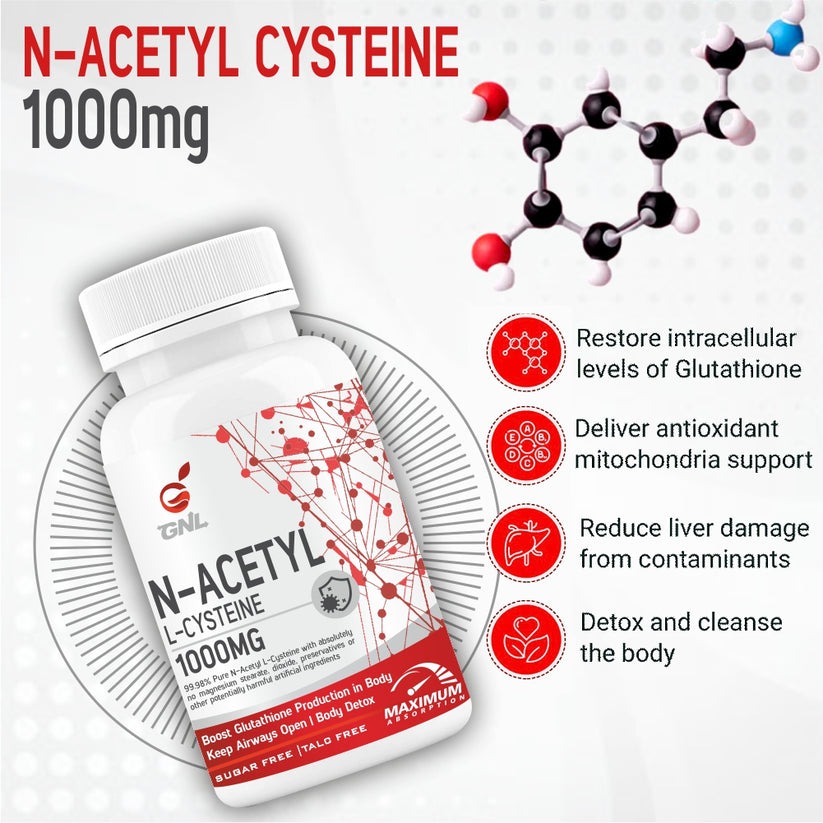 N-ACETYL CYSTEINE
1000mg
Restore intracellular
levels of Glutathione
Deliver antioxidant
mitochondria support
E A B
D C B
Reduce liver damage
from contaminants
Detox and cleanse
the body
GNL
N-ACETYL
L-CYSTEINE
1000MG
99.98% Pure N-Acetyl L-Cysteine with absolutely
no magnesium stearate, dioxide, preservatives or
other potentially harmful artificial ingredients
Boost Glutathione Production in Body
Keep Airways Open | Body Detox
MAXIMUM
ABSORPTION
SUGAR FREE | TALC FREE